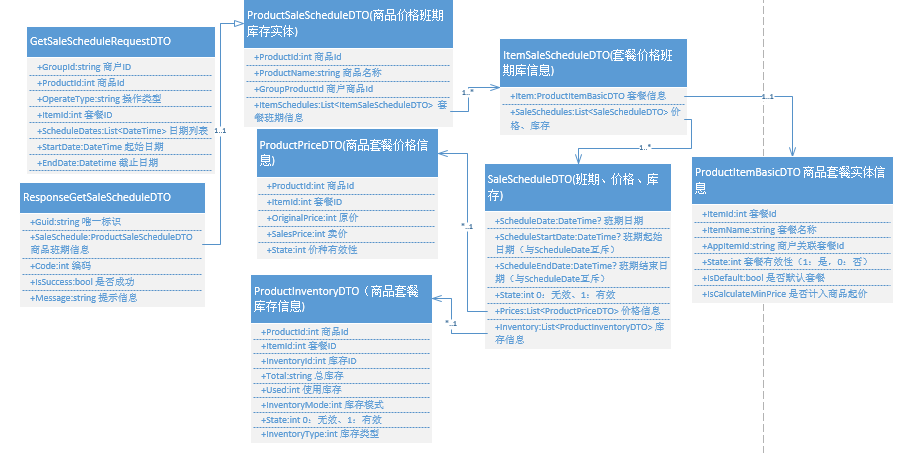 GetSaleScheduleRequestDTO
+GroupId:string 商户ID
+ProductId:int 商品Id
+OperateType:string 操作类型
+ItemId:int 套餐ID
+ScheduleDates:List<DateTime> 日期列表
+StartDate:DateTime 起始日期
+EndDate:Datetime 截止日期
ResponseGetSaleScheduleDTO
+Guid:string 唯一标识
+SaleSchedule:ProductSaleScheduleDTO
商品班期信息
+Code:int 编码
+IsSuccess:bool 是否成功
+Message:string 提示信息
1..1
ProductSaleScheduleDTO(商品价格班期
库存实体)
+ProductId:int 商品Id
+ProductName:string 商品名称
+GroupProductId 商户商品Id
+ItemSchedules:List<ItemSaleScheduleDTO> 套
餐班期信息
1..*
ProductPriceDTO(商品套餐价格信
息)
+ProductId:int 商品Id
+ItemId:int 套餐ID
+OriginalPrice:int 原价
+SalesPrice:int 卖价
+State:int 价种有效性
*..1
ProductInventoryDTO（商品套餐
库存信息)
+ProductId:int 商品Id
+ItemId:int 套餐ID
+InventoryId:int 库存ID
+Total:string 总库存
+Used:int 使用库存
+InventoryMode:int 库存模式
+State:int 0：无效、1：有效
+InventoryType:int 库存类型
*..1
ItemSaleScheduleDTO(套餐价格班
期库信息)
+Item:ProductItemBasicDTO 套餐信息
+SaleSchedules:List<SaleScheduleDTO> 价
格、库存
1..1
1..*
SaleScheduleDTO(班期、价格、库
存)
+ScheduleDate:DateTime? 班期日期
+ScheduleStartDate:DateTime? 班期起始
日期（与ScheduleDate互斥）
+ScheduleEndDate:DateTime? 班期结束日
期（与ScheduleDate互斥）
+State:int 0：无效、1：有效
+Prices:List<ProductPriceDTO> 价格信息
+Inventory:List<ProductInventoryDTO> 库
存信息
ProductItemBasicDTO 商品套餐实体信
息
+ItemId:int 套餐Id
+ItemName:string 套餐名称
+AppItemId:string 商户关联套餐Id
+State:int 套餐有效性（1：是，0：否）
+IsDefault:bool 是否默认套餐
+IsCalculateMinPrice 是否计入商品起价